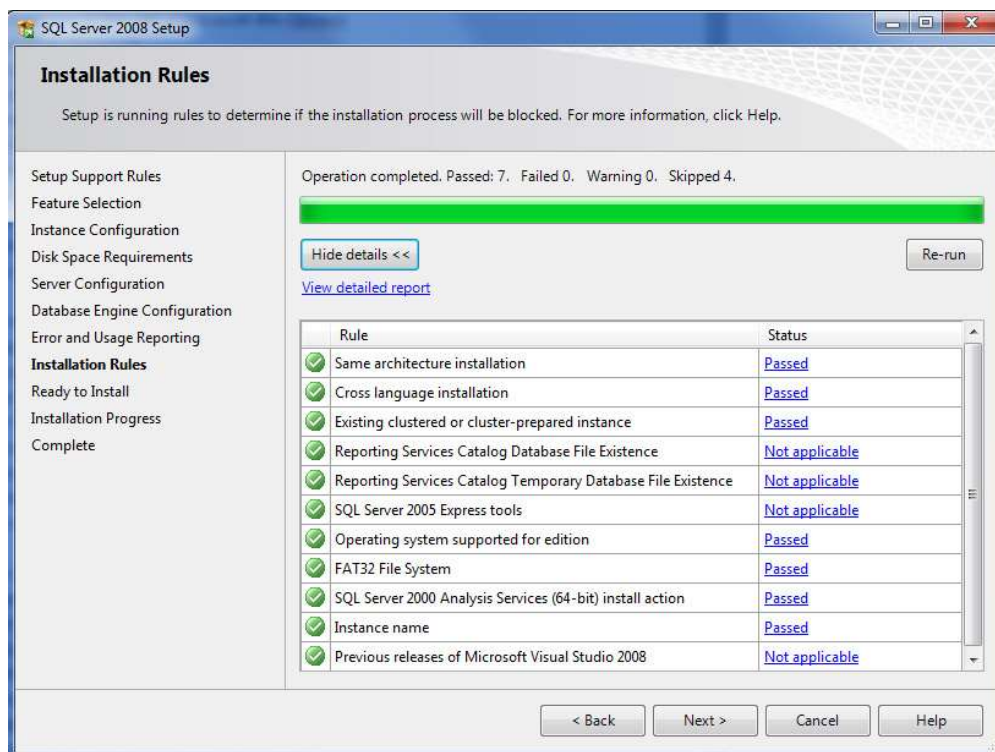 SQL Server 2008 Setup
Installation Rules
Setup is running rules to determine if the installation process will be blocked. For more information, click Help.
Setup Support Rules
Feature Selection
Instance Configuration
Disk Space Requirements
Server Configuration
Database Engine Configuration
Error and Usage Reporting
Installation Rules
Ready to Install
Installation Progress
Complete
Operation completed. Passed: 7.   Failed 0.   Warning 0.   Skipped 4.
Hide details <<
Re-run
View detailed report
Rule Status
Same architecture installation Passed
Cross language installation Passed
Existing clustered or cluster-prepared instance Passed
Reporting Services Catalog Database File Existence Not applicable
Reporting Services Catalog Temporary Database File Existence Not applicable
SQL Server 2005 Express tools Not applicable
Operating system supported for edition Passed
FAT32 File System Passed
SQL Server 2000 Analysis Services (64-bit) install action Passed
Instance name Passed
Previous releases of Microsoft Visual Studio 2008 Not applicable
< Back Next > Cancel Help